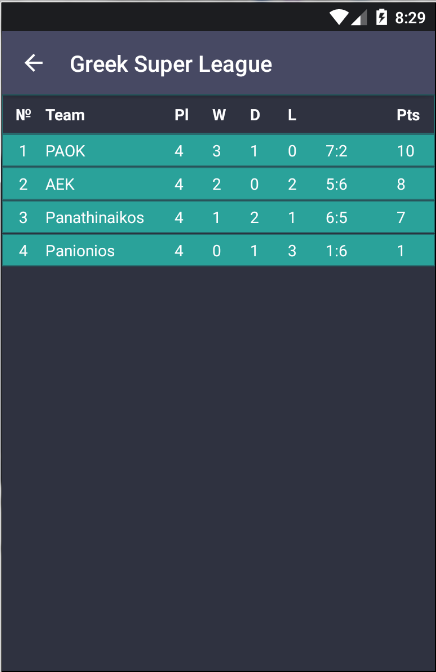 8:29
Greek Super League
№ Team Pl W D L Pts
1 PAOK 4 3 1 0 7:2 10
2 AEK 4 2 0 2 5:6 8
3 Panathinaikos 4 1 2 1 6:5 7
4 Panionios 4 0 1 3 1:6 1